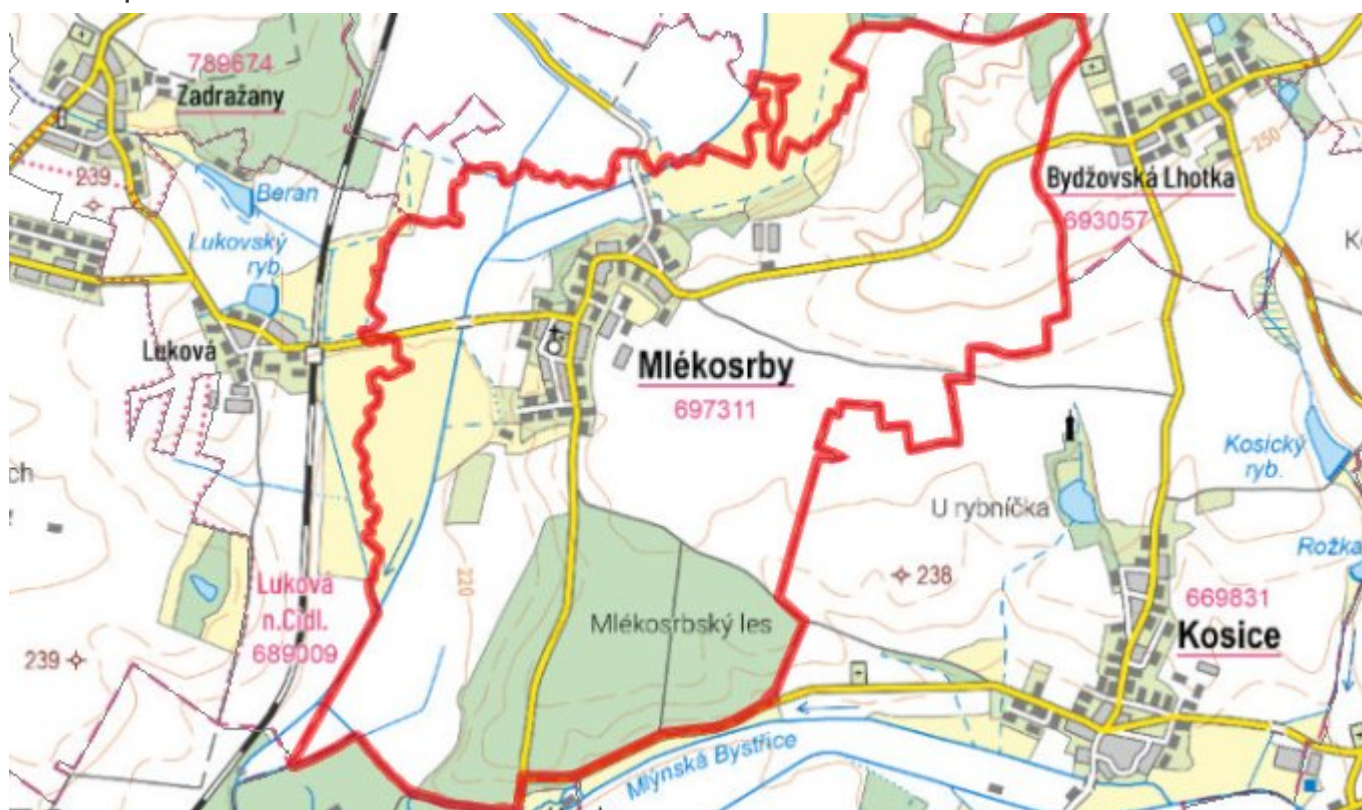 789674
Zadražany
239
Beran
Lukovský
ryb.
Bydžovská Lhotka
693057
250
Luková
Mlékosrby
697311
Kosický
ryb.
ch
U rybníčka
238
220
Luková
n.Cidl.
689009
Mlékosrbský les
239
669831
Kosice
Rožka
Mlýnská Bystřice